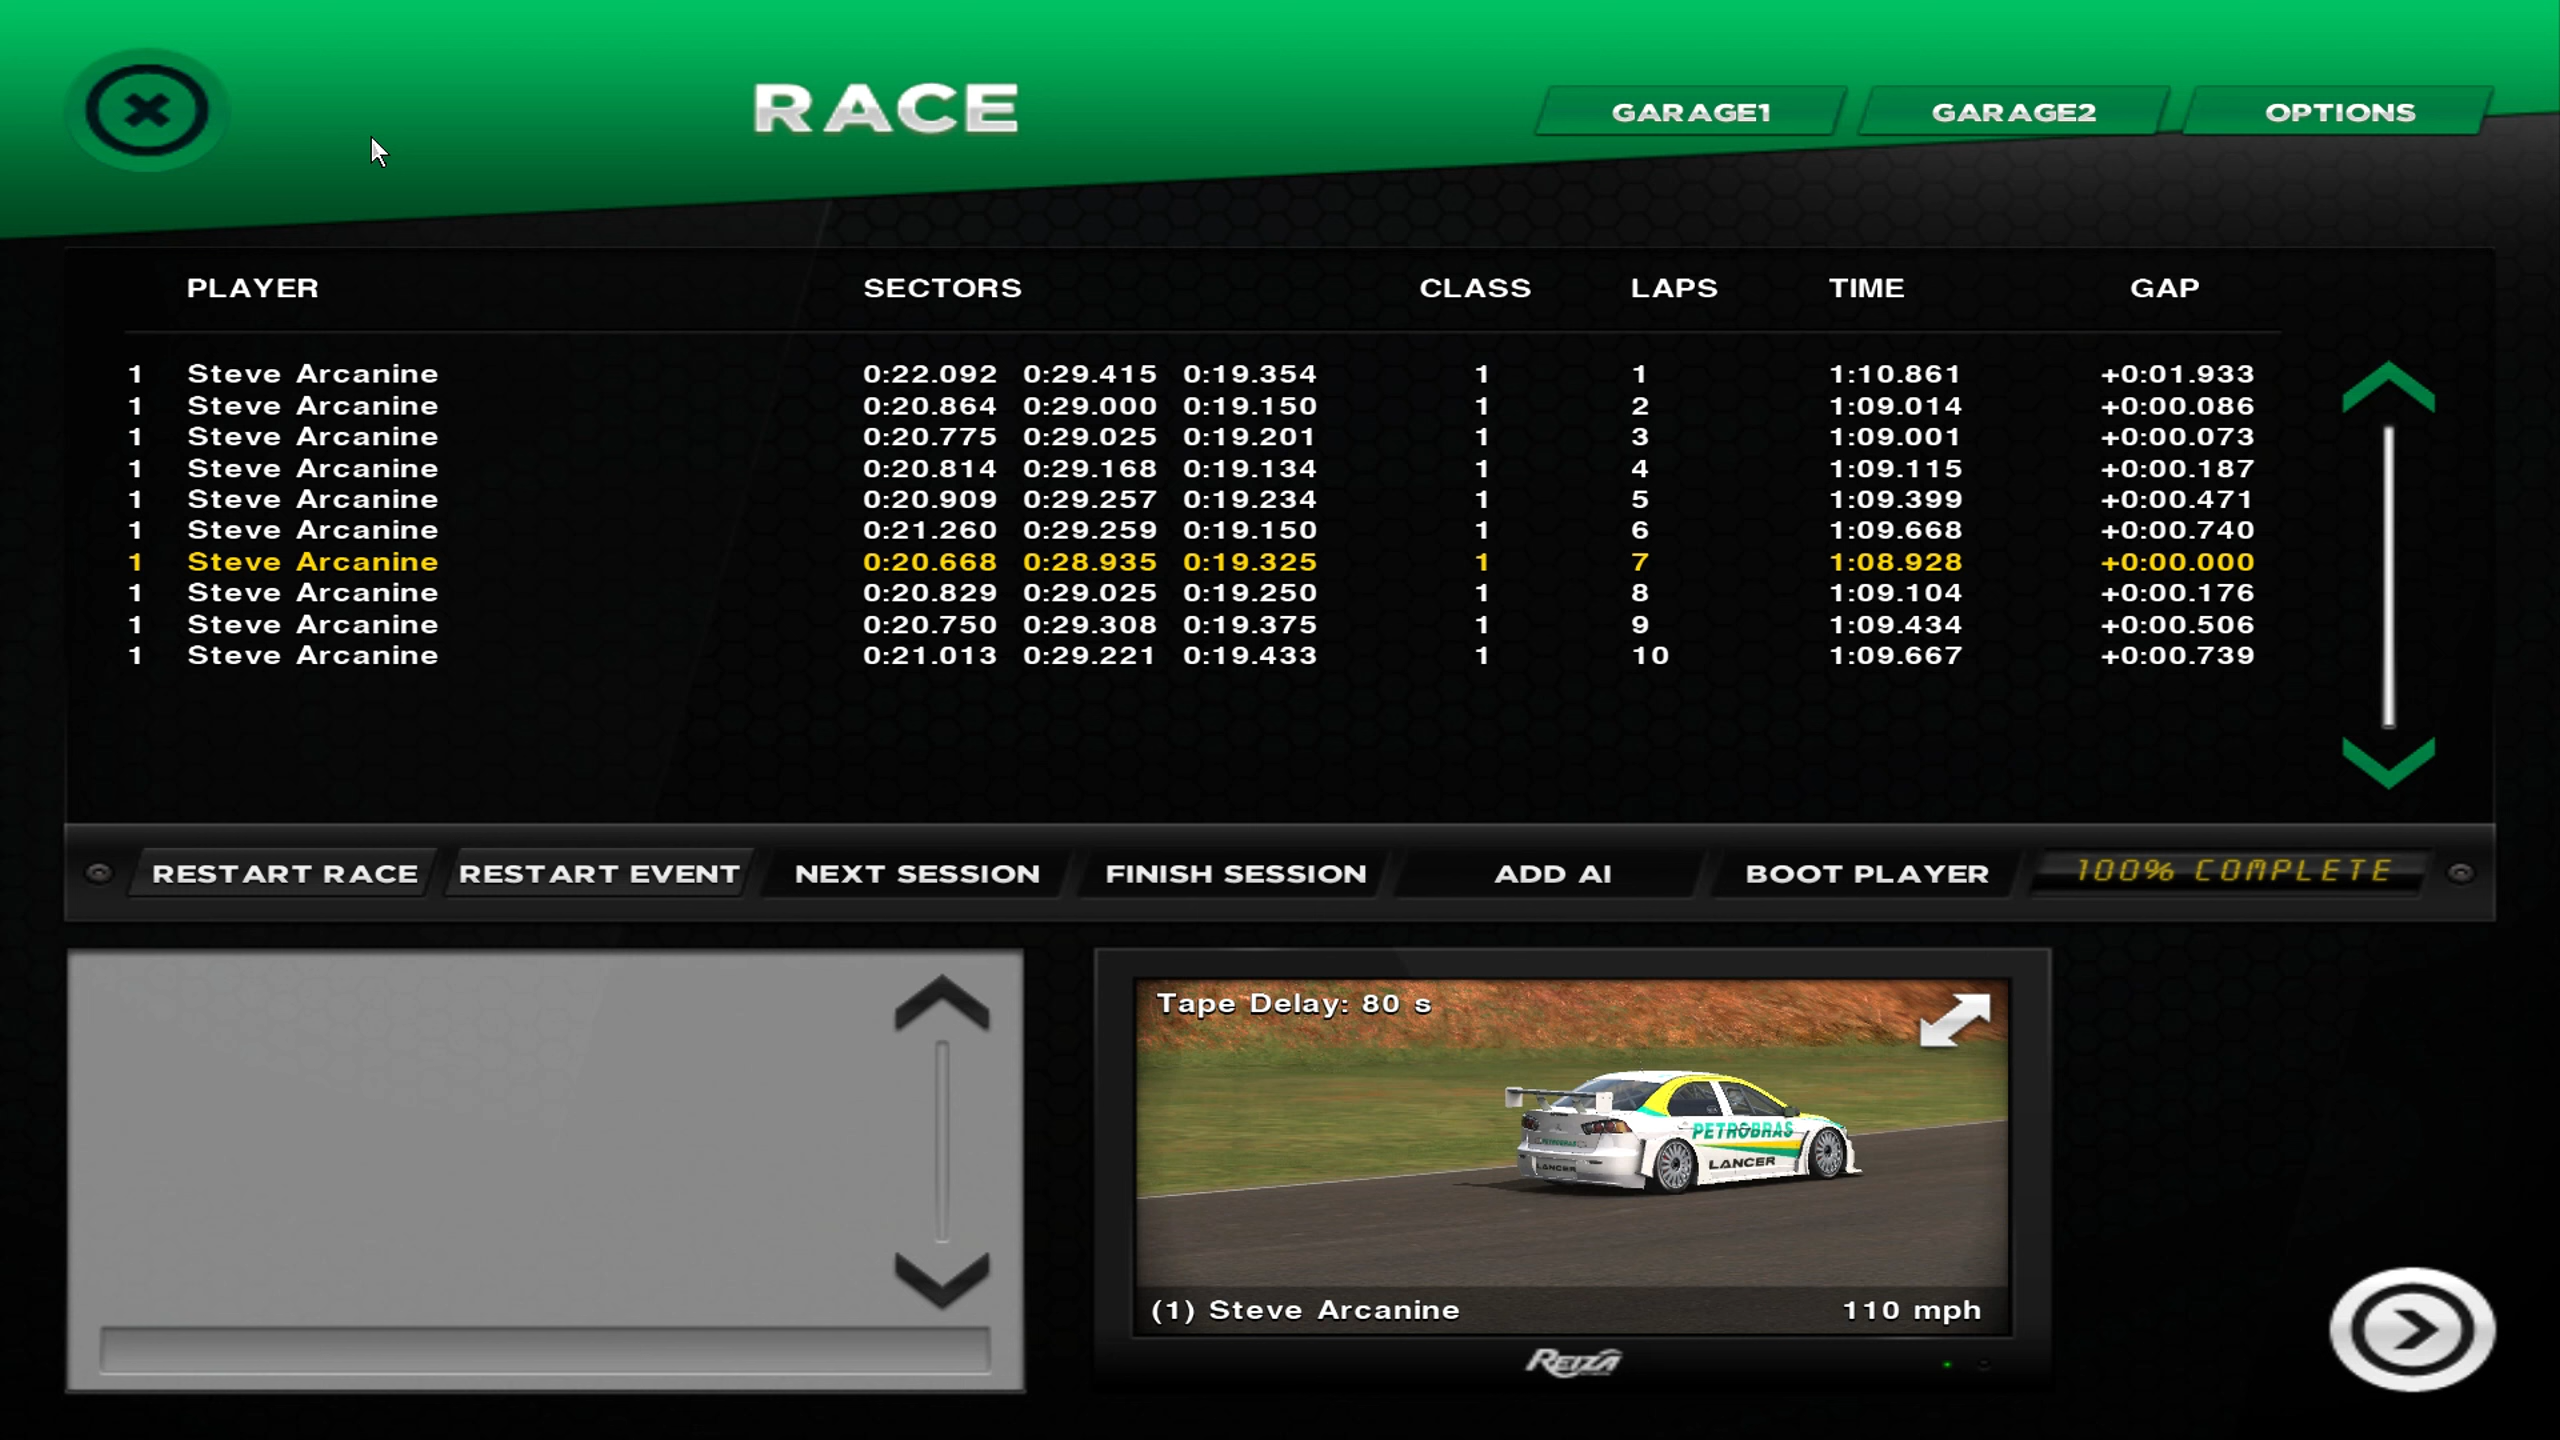 RACE
GARAGE1 GARAGE2 OPTIONS
PLAYER SECTORS CLASS LAPS TIME GAP
1 Steve Arcanine 0:22.092 0:29.415 0:19.354 1 1 1:10.861 +0:01.933
1 Steve Arcanine 0:20.864 0:29.000 0:19.150 1 2 1:09.014 +0:00.086
1 Steve Arcanine 0:20.775 0:29.025 0:19.201 1 3 1:09.001 +0:00.073
1 Steve Arcanine 0:20.814 0:29.168 0:19.134 1 4 1:09.115 +0:00.187
1 Steve Arcanine 0:20.909 0:29.257 0:19.234 1 5 1:09.399 +0:00.471
1 Steve Arcanine 0:21.260 0:29.259 0:19.150 1 6 1:09.668 +0:00.740
1 Steve Arcanine 0:20.668 0:28.935 0:19.325 1 7 1:08.928 +0:00.000
1 Steve Arcanine 0:20.829 0:29.025 0:19.250 1 8 1:09.104 +0:00.176
1 Steve Arcanine 0:20.750 0:29.308 0:19.375 1 9 1:09.434 +0:00.506
1 Steve Arcanine 0:21.013 0:29.221 0:19.433 1 10 1:09.667 +0:00.739
RESTART RACE RESTART EVENT NEXT SESSION FINISH SESSION ADD AI BOOT PLAYER 100% COMPLETE
Tape Delay: 80 s
PETROBRAS
PETROBRAS
LANCER
LANCER
(1) Steve Arcanine 110 mph
REIZA